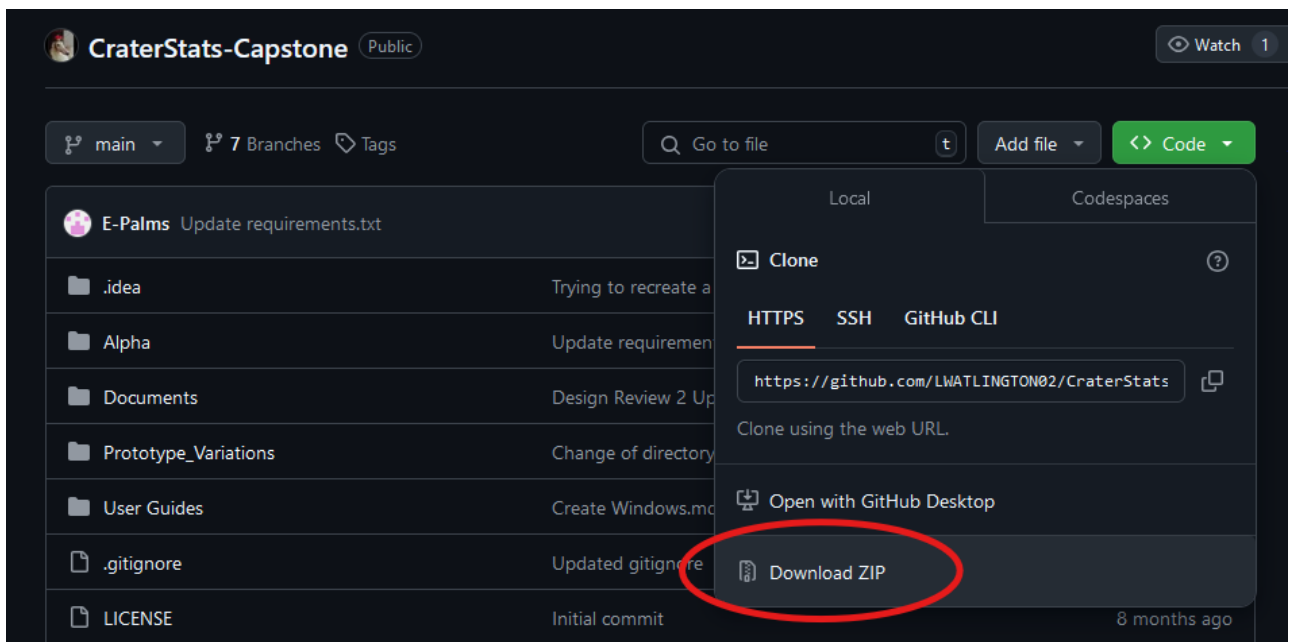 CraterStats-Capstone Public
Watch 1
main 7 Branches Tags
Go to file t Add file <> Code
E-Palms Update requirements.txt
Local Codespaces
Clone
HTTPS SSH GitHub CLI
https://github.com/LWATLINGTON02/CraterStats
Clone using the web URL.
Open with GitHub Desktop
Download ZIP
.idea Trying to recreate a
Alpha Update requiremen
Documents Design Review 2 Up
Prototype_Variations Change of directory
User Guides Create Windows.mo
.gitignore Updated gitignore
LICENSE Initial commit 8 months ago